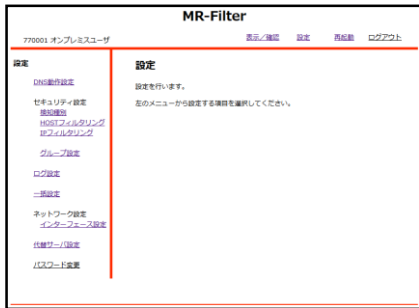 MR-Filter
770001 オンプレミスユーザ
表示／確認 設定 再起動 ログアウト
設定
DNS動作設定
セキュリティ設定
検知種別
HOSTフィルタリング
IPフィルタリング
グループ設定
ログ設定
一括設定
ネットワーク設定
インターフェース設定
代替サーバ設定
パスワード変更
設定
設定を行います。
左のメニューから設定する項目を選択してください。